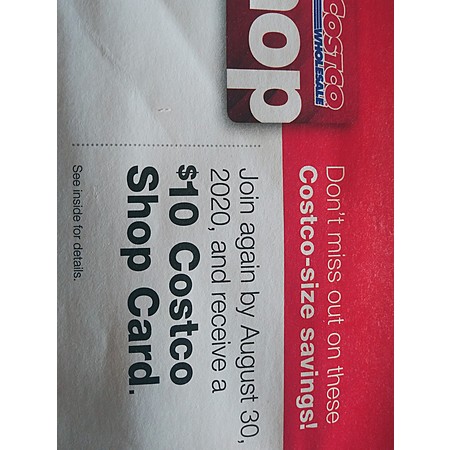 COSTCO
WHOLESALE
hop
Don't miss out on these
Costco-size savings!
Join again by August 30,
2020, and receive a
$10 Costco
Shop Card.
See inside for details.